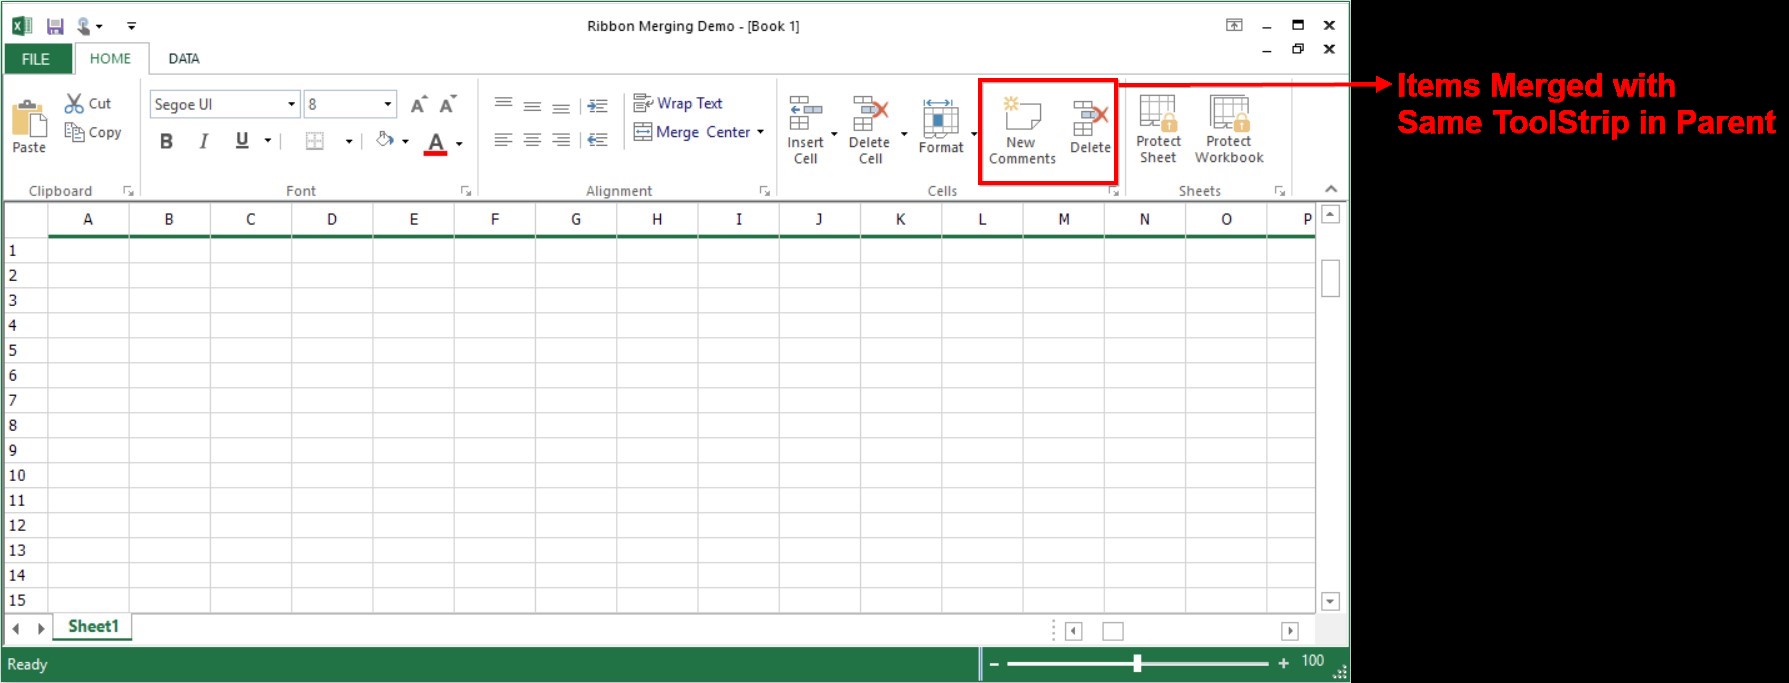 Ribbon Merging Demo - [Book 1]
FILE HOME DATA
Paste
Cut
Copy
Clipboard
Segoe UI 8
A A
B I U A
Font
Wrap Text
Merge Center
Alignment
Insert
Cell
Delete
Cell
Format
New
Comments
Delete
Cells
Protect
Sheet
Protect
Workbook
Sheets
Items Merged with
Same ToolStrip in Parent
A B C D E F G H I J K L M N O P
1
2
3
4
5
6
7
8
9
10
11
12
13
14
15
Sheet1
Ready
100